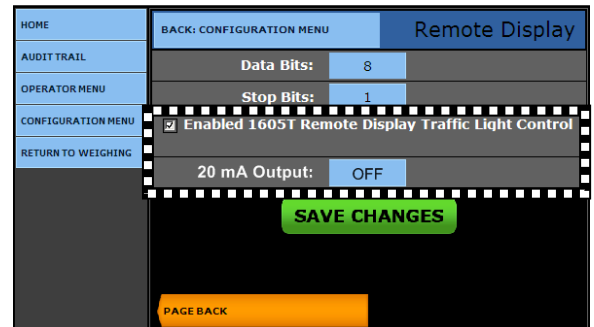 HOME
AUDIT TRAIL
OPERATOR MENU
CONFIGURATION MENU
RETURN TO WEIGHING
BACK: CONFIGURATION MENU
Remote Display
Data Bits: 8
Stop Bits: 1
Enabled 1605T Remote Display Traffic Light Control
20 mA Output: OFF
SAVE CHANGES
PAGE BACK